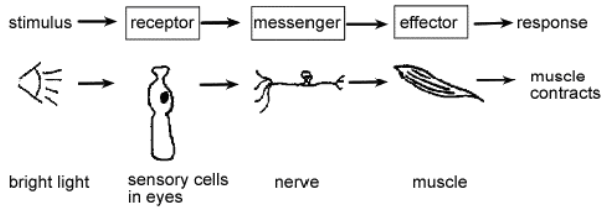 stimulus receptor messenger effector response
muscle
contracts
bright light sensory cells nerve muscle
in eyes